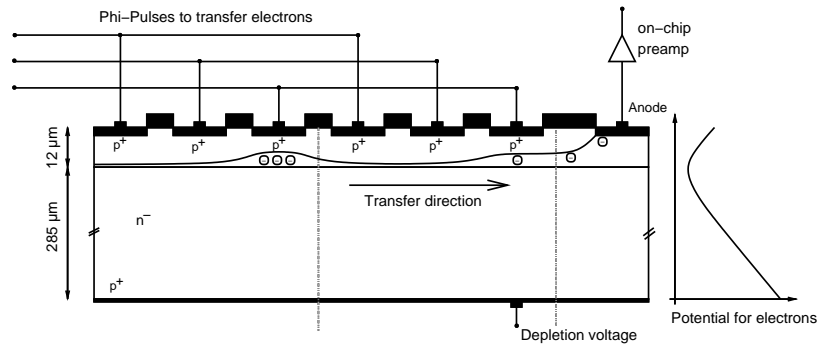 Phi−Pulses to transfer electrons
on−chip
preamp
Anode
12 µm
p+
p+
p+
p+
p+
p+
− − −
−
−
−
Transfer direction
285 µm
n−
p+
Depletion voltage
Potential for electrons